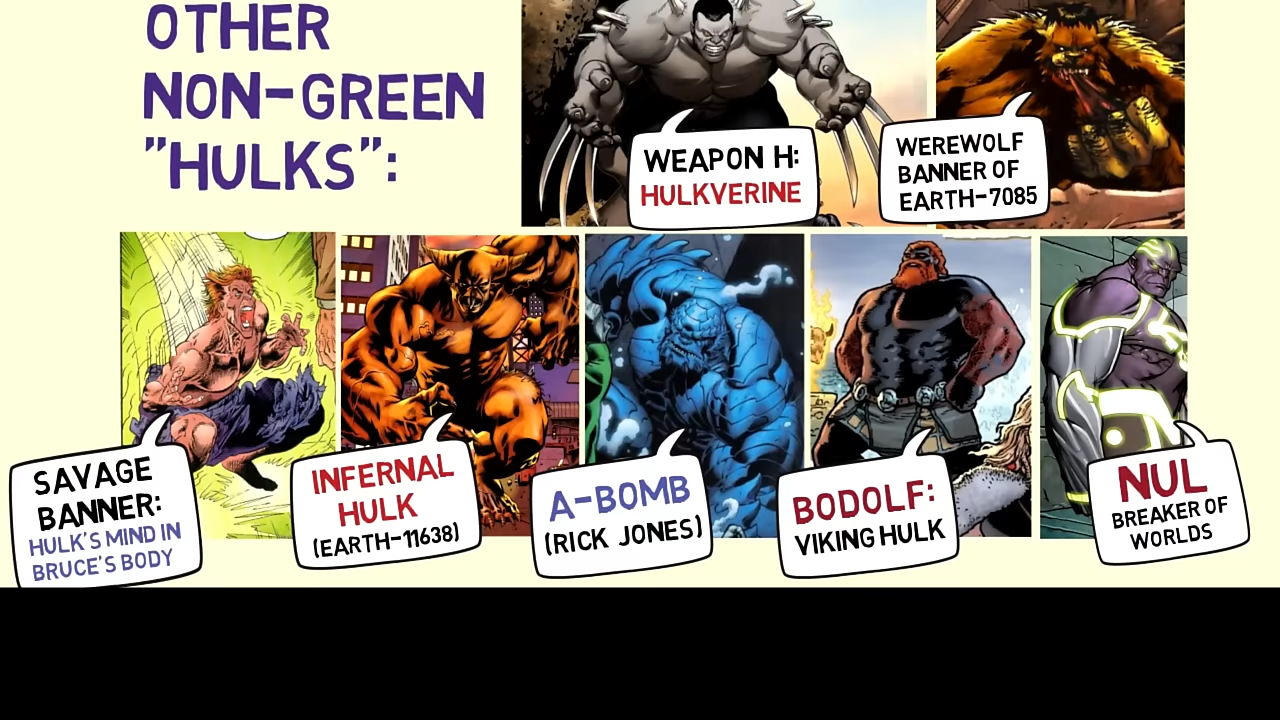 OTHER
NON-GREEN
"HULKS":
WEAPON H:
HULKVERINE
WEREWOLF
BANNER OF
EARTH-7085
SAVAGE
BANNER:
HULK'S MIND IN
BRUCE'S BODY
INFERNAL
HULK
(EARTH-11638)
A-BOMB
(RICK JONES)
BODOLF:
VIKING HULK
NUL
BREAKER OF
WORLDS